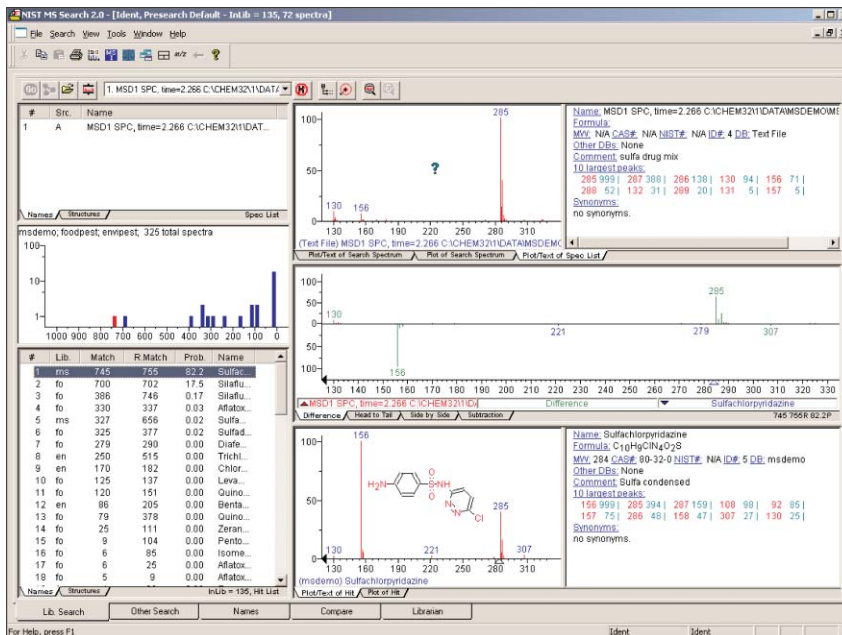 NIST MS Search 2.0 - [Ident, Presearch Default - InLib = 135, 72 spectra]
File Search View Tools Window Help
1. MSD1 SPC, time=2.266 C:\CHEM32\1\DATA
# Src. Name
1 A MSD1 SPC, time=2.266 C:\CHEM32\1\DAT...
Names Structures Spec List
msdemo; foodpest; envipest; 325 total spectra
100
10
1
1000 900 800 700 600 500 400 300 200 100 0
# Lib. Match R.Match Prob. Name
1 ms 745 755 82.2 Sulfac...
2 fo 700 702 17.5 Silaflu...
3 fo 386 746 0.17 Silaflu...
4 fo 330 337 0.03 Aflatox...
5 ms 327 656 0.02 Sulfa...
6 fo 325 377 0.02 Sulfad...
7 fo 279 290 0.00 Diafe...
8 en 250 515 0.00 Trichl...
9 en 170 182 0.00 Chlor...
10 fo 125 137 0.00 Leva...
11 fo 120 151 0.00 Quino...
12 en 86 205 0.00 Benta...
13 fo 79 378 0.00 Quino...
14 fo 25 111 0.00 Zeran...
15 fo 9 104 0.00 Pento...
16 fo 6 85 0.00 Isome...
17 fo 6 25 0.00 Aflatox...
18 fo 5 9 0.00 Aflatox...
Names Structures InLib = 135, Hit List
100
50
0
285
?
130 156
130 160 190 220 250 280 310
(Text File) MSD1 SPC, time=2.266 C:\CHEM32\1\DATA\MSDEMO
Plot/Text of Search Spectrum Plot of Search Spectrum Plot/Text of Spec List
Name: MSD1 SPC, time=2.266 C:\CHEM32\1\DATA\MSDEMO\MS
Formula:
MW: N/A CAS#: N/A NIST#: N/A ID#: 4 DB: Text File
Other DBs: None
Comment: sulfa drug mix
10 largest peaks:
285 999 | 287 388 | 286 138 | 130 94 | 156 71 |
288 52 | 132 31 | 289 20 | 131 5 | 157 5 |
Synonyms:
no synonyms.
100
50
0
50
100
130
285
221 279 307
156
130 140 150 160 170 180 190 200 210 220 230 240 250 260 270 280 290 300 310 320 330
MSD1 SPC, time=2.266 C:\CHEM32\1\DA Difference Sulfachlorpyridazine
Difference Head to Tail Side by Side Subtraction 745 755R 82.2P
100
50
0
156
H₂N
O
S-NH
O
N
N
Cl
285
130 221 307
130 160 190 220 250 280 310
(msdemo) Sulfachlorpyridazine
Plot/Text of Hit Plot of Hit
Name: Sulfachlorpyridazine
Formula: C10H9ClN4O2S
MW: 284 CAS#: 80-32-0 NIST#: N/A ID#: 5 DB: msdemo
Other DBs: None
Comment: Sulfa condensed
10 largest peaks:
156 999 | 285 394 | 287 159 | 108 98 | 92 85 |
157 75 | 286 48 | 158 47 | 307 27 | 130 25 |
Synonyms:
no synonyms.
Lib. Search Other Search Names Compare Librarian
For Help, press F1 Ident Ident